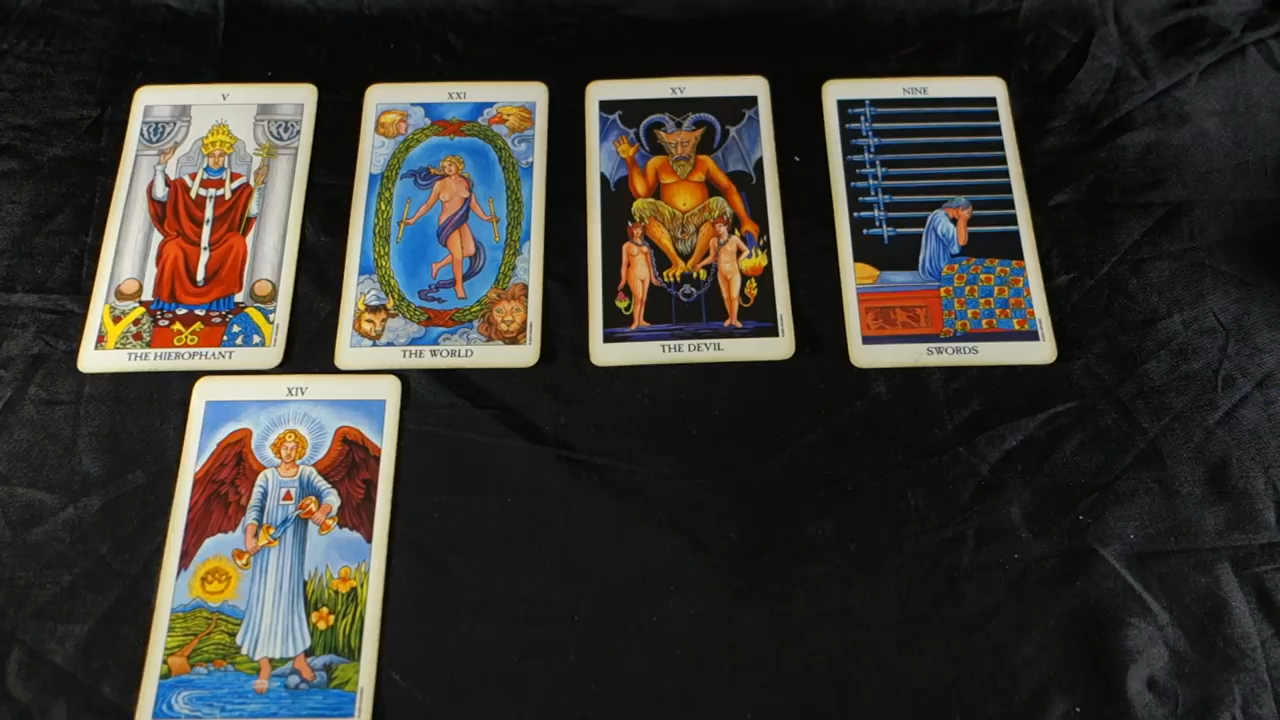 V
THE HIEROPHANT
XXI
THE WORLD
XV
THE DEVIL
NINE
SWORDS
XIV